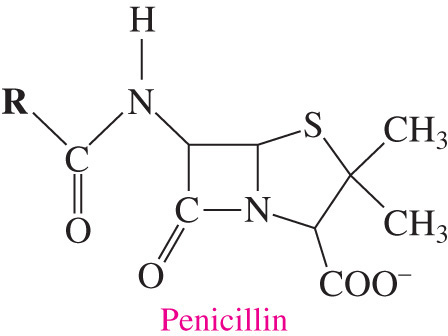 H
R N S CH₃
C
C N CH₃
O
O COO⁻
Penicillin